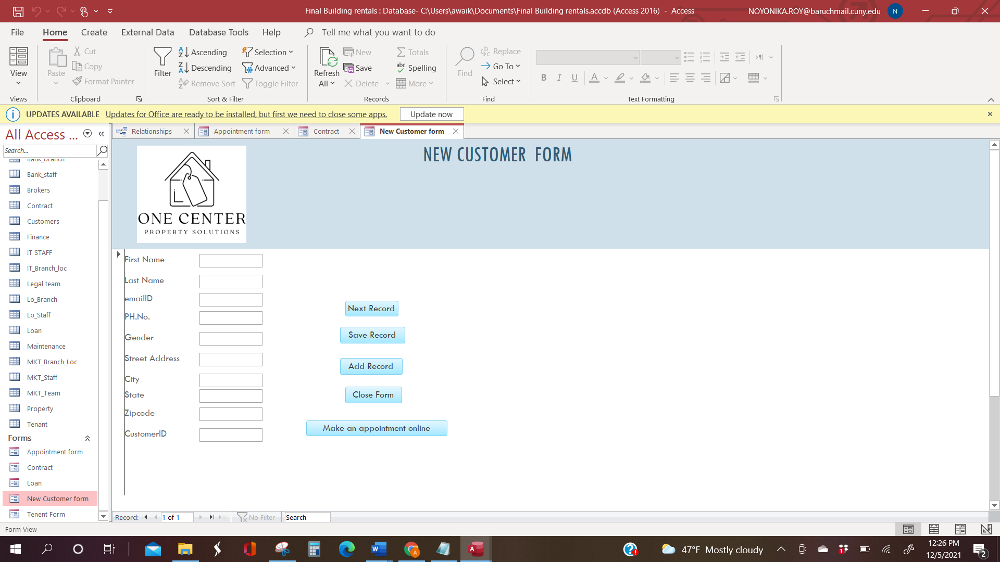 Final Building rentals : Database- C:\Users\awaik\Documents\Final Building rentals.accdb (Access 2016) - Access
NOYONIKA.ROY@baruchmail.cuny.edu
N
File
Home
Create
External Data
Database Tools
Help
Tell me what you want to do
View
Views
Paste
Cut
Copy
Format Painter
Clipboard
Filter
Ascending
Descending
Remove Sort
Selection
Advanced
Toggle Filter
Sort & Filter
Refresh
All
New
Save
Delete
Totals
Spelling
More
Records
Find
Replace
Go To
Select
Find
B I U
A
Text Formatting
UPDATES AVAILABLE Updates for Office are ready to be installed, but first we need to close some apps.
Update now
All Access ...
Search...
Bank_branch
Bank_staff
Brokers
Contract
Customers
Finance
IT STAFF
IT_Branch_loc
Legal team
Lo_Branch
Lo_Staff
Loan
Maintenance
MKT_Branch_Loc
MKT_Staff
MKT_Team
Property
Tenant
Forms
Appointment form
Contract
Loan
New Customer form
Tenent Form
Relationships
Appointment form
Contract
New Customer form
ONE CENTER
PROPERTY SOLUTIONS
NEW CUSTOMER FORM
First Name
Last Name
emailID
PH.No.
Gender
Street Address
City
State
Zipcode
CustomerID
Next Record
Save Record
Add Record
Close Form
Make an appointment online
Record:
1 of 1
No Filter
Search
Form View
47°F Mostly cloudy
1
12:26 PM
12/5/2021
2